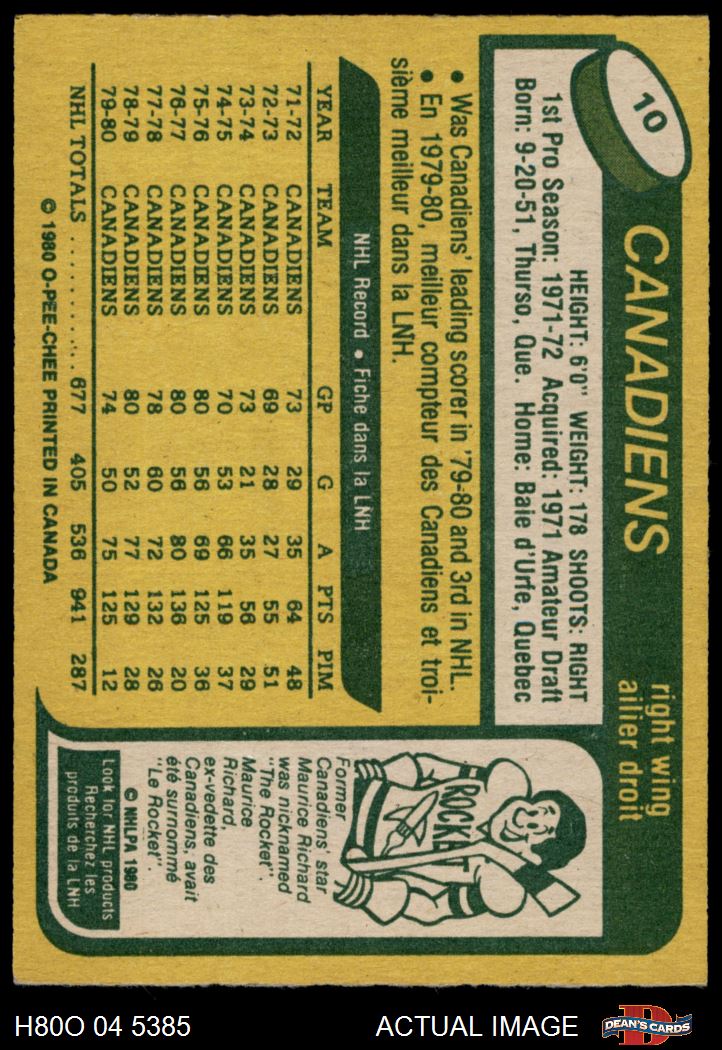 10
CANADIENS
right wing
ailier droit
HEIGHT: 6'0" WEIGHT: 178 SHOOTS: RIGHT
1st Pro Season: 1971-72 Acquired: 1971 Amateur Draft
Born: 9-20-51, Thurso, Que. Home: Baie d'Urfe, Quebec
• Was Canadiens' leading scorer in '79-80 and 3rd in NHL.
• En 1979-80, meilleur compteur des Canadiens et troi-
sième meilleur dans la LNH.
NHL Record • Fiche dans la LNH
YEAR TEAM GP G A PTS PIM
71-72 CANADIENS 73 29 35 64 48
72-73 CANADIENS 69 28 27 55 51
73-74 CANADIENS 73 21 35 56 29
74-75 CANADIENS 70 53 66 119 37
75-76 CANADIENS 80 56 69 125 36
76-77 CANADIENS 80 56 80 136 20
77-78 CANADIENS 78 60 72 132 26
78-79 CANADIENS 80 52 77 129 28
79-80 CANADIENS 74 50 75 125 12
NHL TOTALS .......... 677 405 536 941 287
© 1980 O-PEE-CHEE PRINTED IN CANADA
ROCKET
Former
Canadiens' star
Maurice Richard
was nicknamed
"The Rocket".
Maurice
Richard,
ex-vedette des
Canadiens, avait
été surnommé
"Le Rocket".
© NHLPA 1980
Look for NHL products
Recherchez les
produits de la LNH
H80O 04 5385
ACTUAL IMAGE
D
DEAN'S CARDS